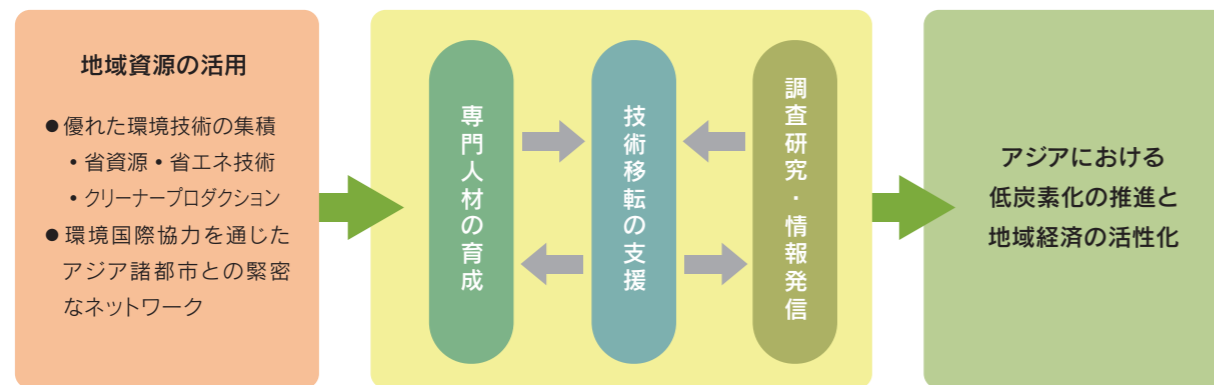 地域資源の活用
●優れた環境技術の集積
・省資源・省エネ技術
・クリーナープロダクション
●環境国際協力を通じた
アジア諸都市との緊密
なネットワーク
専門人材の育成
技術移転の支援
調査研究・情報発信
アジアにおける
低炭素化の推進と
地域経済の活性化